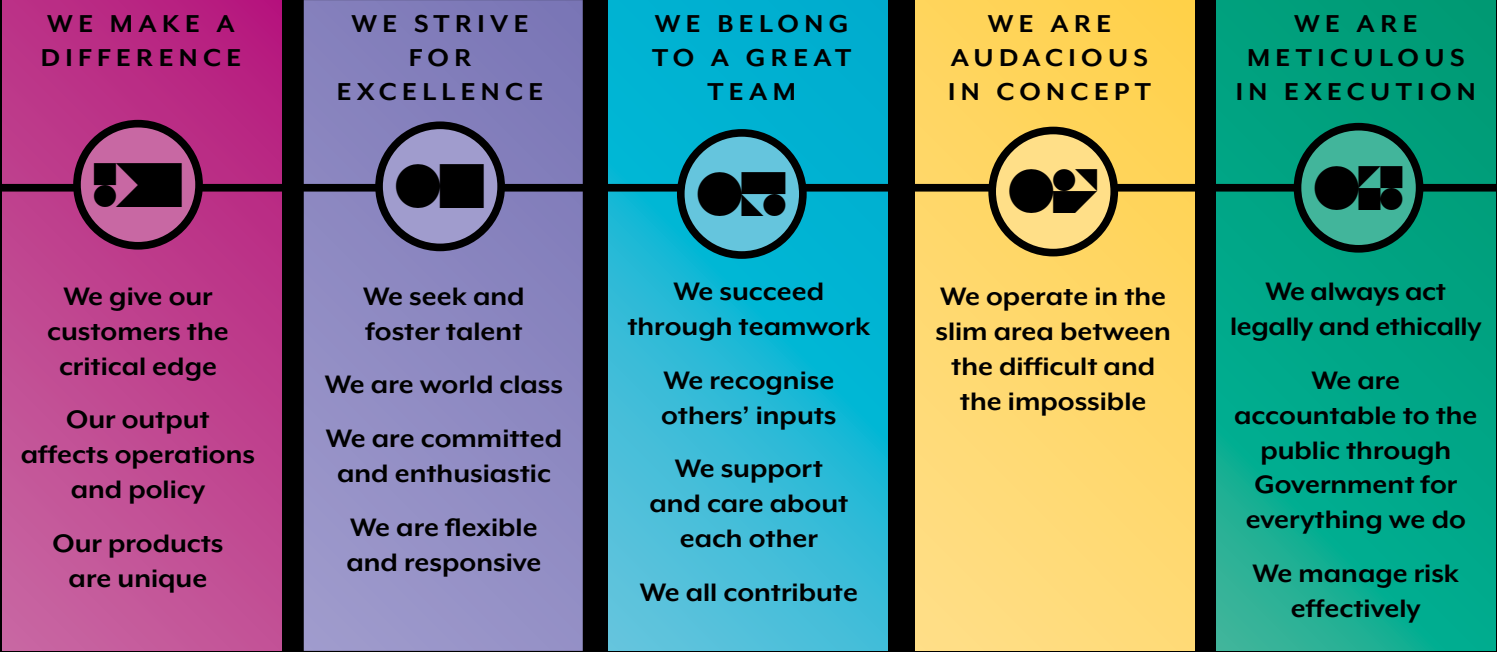 WE MAKE A
DIFFERENCE
We give our
customers the
critical edge
Our output
affects operations
and policy
Our products
are unique
WE STRIVE
FOR
EXCELLENCE
We seek and
foster talent
We are world class
We are committed
and enthusiastic
We are flexible
and responsive
WE BELONG
TO A GREAT
TEAM
We succeed
through teamwork
We recognise
others’ inputs
We support
and care about
each other
We all contribute
WE ARE
AUDACIOUS
IN CONCEPT
We operate in the
slim area between
the difficult and
the impossible
WE ARE
METICULOUS
IN EXECUTION
We always act
legally and ethically
We are
accountable to the
public through
Government for
everything we do
We manage risk
effectively